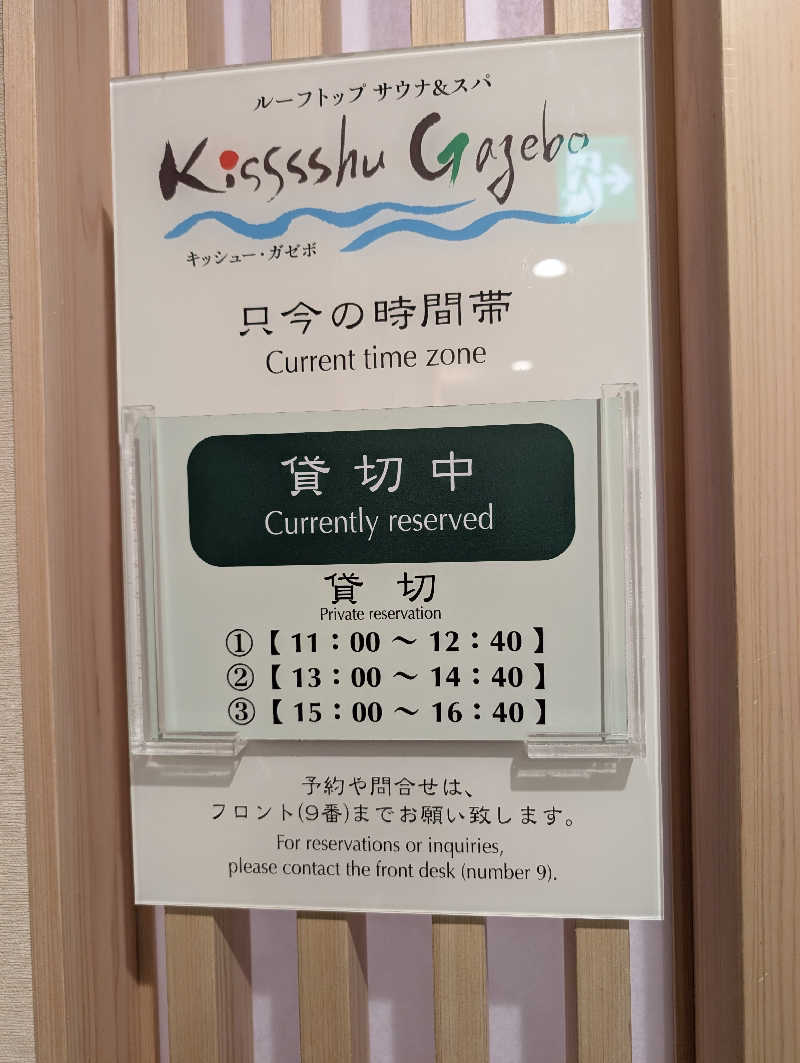 ルーフトップ サウナ&スパ
Kisssshu Gazebo
キッシュー・ガゼボ
只今の時間帯
Current time zone
貸切中
Currently reserved
貸 切
Private reservation
①【 11：00 〜 12：40 】
②【 13：00 〜 14：40 】
③【 15：00 〜 16：40 】
予約や問合せは、
フロント(9番)までお願い致します。
For reservations or inquiries,
please contact the front desk (number 9).